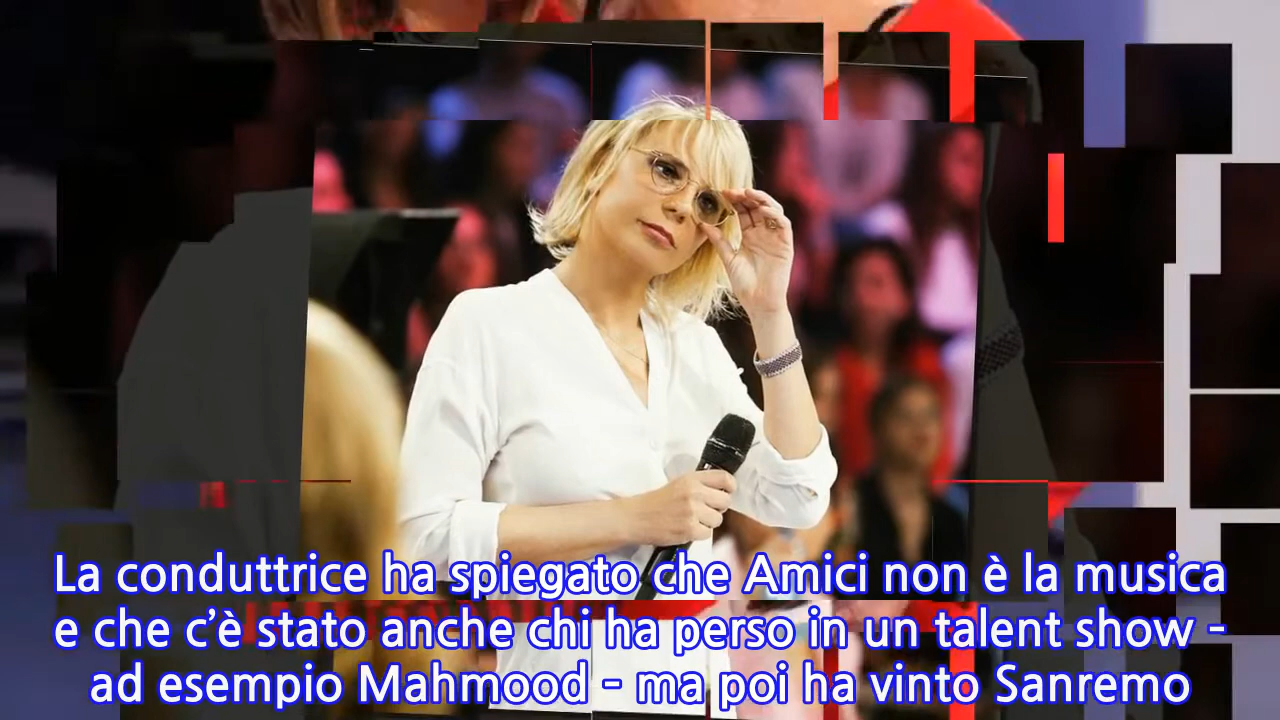 La conduttrice ha spiegato che Amici non è la musica
e che c’è stato anche chi ha perso in un talent show -
ad esempio Mahmood - ma poi ha vinto Sanremo